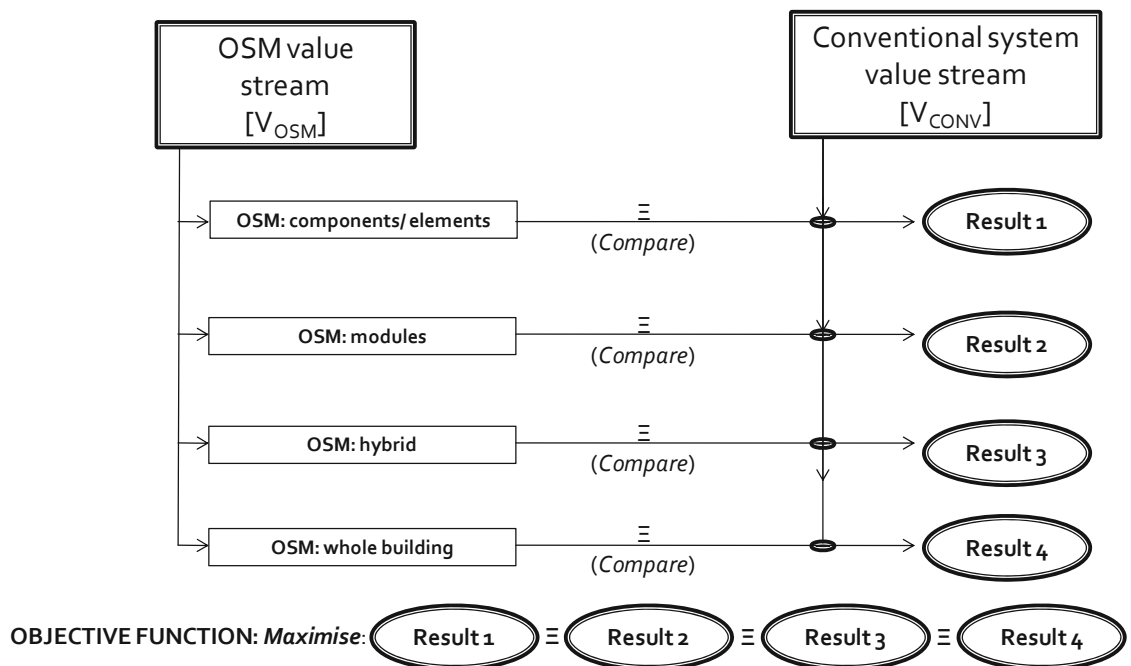 OSM value
stream
[V_OSM]
Conventional system
value stream
[V_CONV]
OSM: components/ elements
Ξ
(Compare)
Result 1
OSM: modules
Ξ
(Compare)
Result 2
OSM: hybrid
Ξ
(Compare)
Result 3
OSM: whole building
Ξ
(Compare)
Result 4
OBJECTIVE FUNCTION: Maximise: Result 1 Ξ Result 2 Ξ Result 3 Ξ Result 4